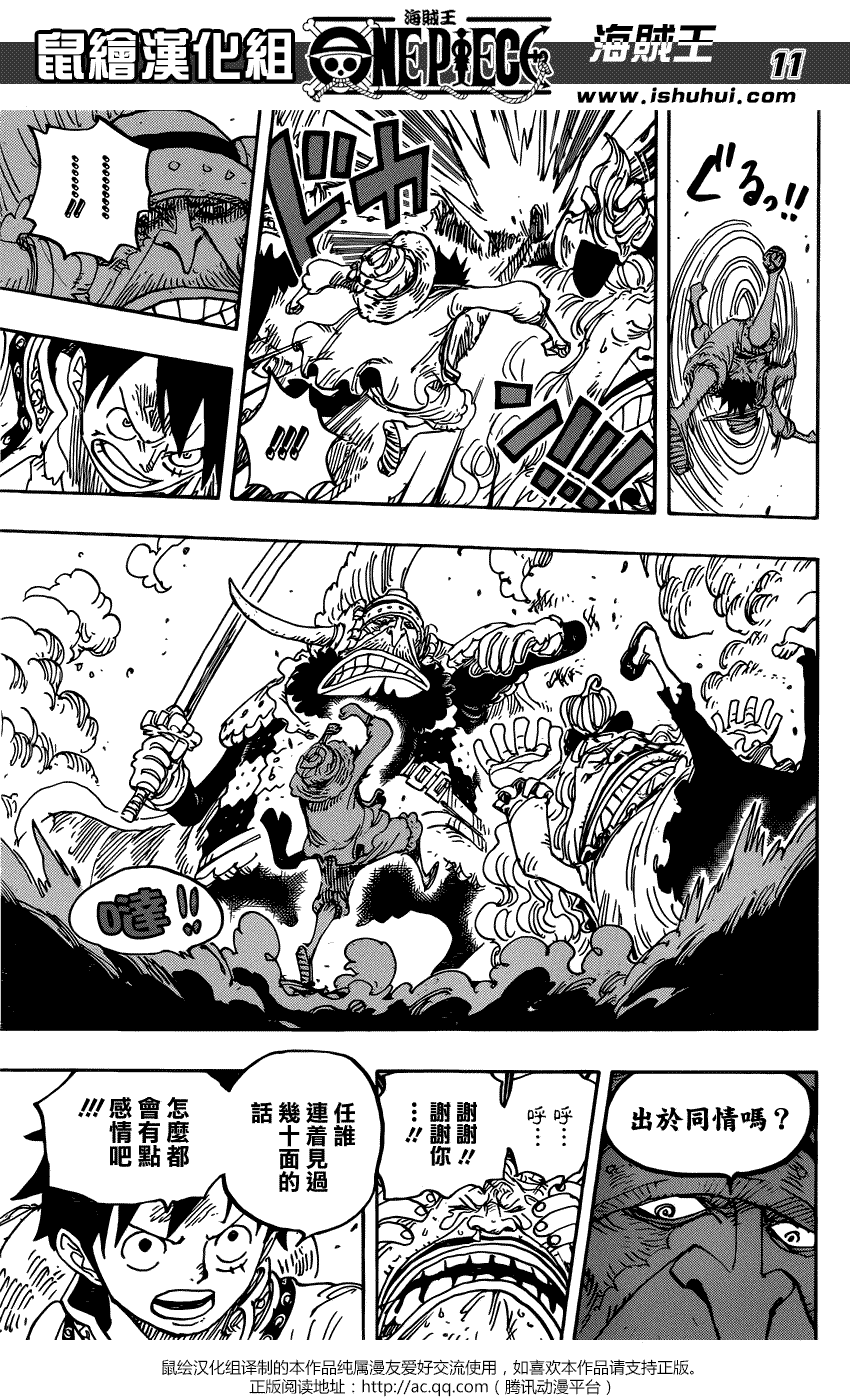 鼠繪漢化組
海賊王
ONE PIECE
海賊王
11
www.ishuhui.com
ぐるっ!!
ドカ
!!!!
!!!
………!!
噠!!
出於同情嗎？
呼…
呼…
謝謝!!
謝謝你
…!!
任誰
連着見過
幾十面的
話
怎麼都
會有點
感情吧
!!!
鼠绘汉化组译制的本作品纯属漫友爱好交流使用，如喜欢本作品请支持正版。
正版阅读地址：http://ac.qq.com（腾讯动漫平台）